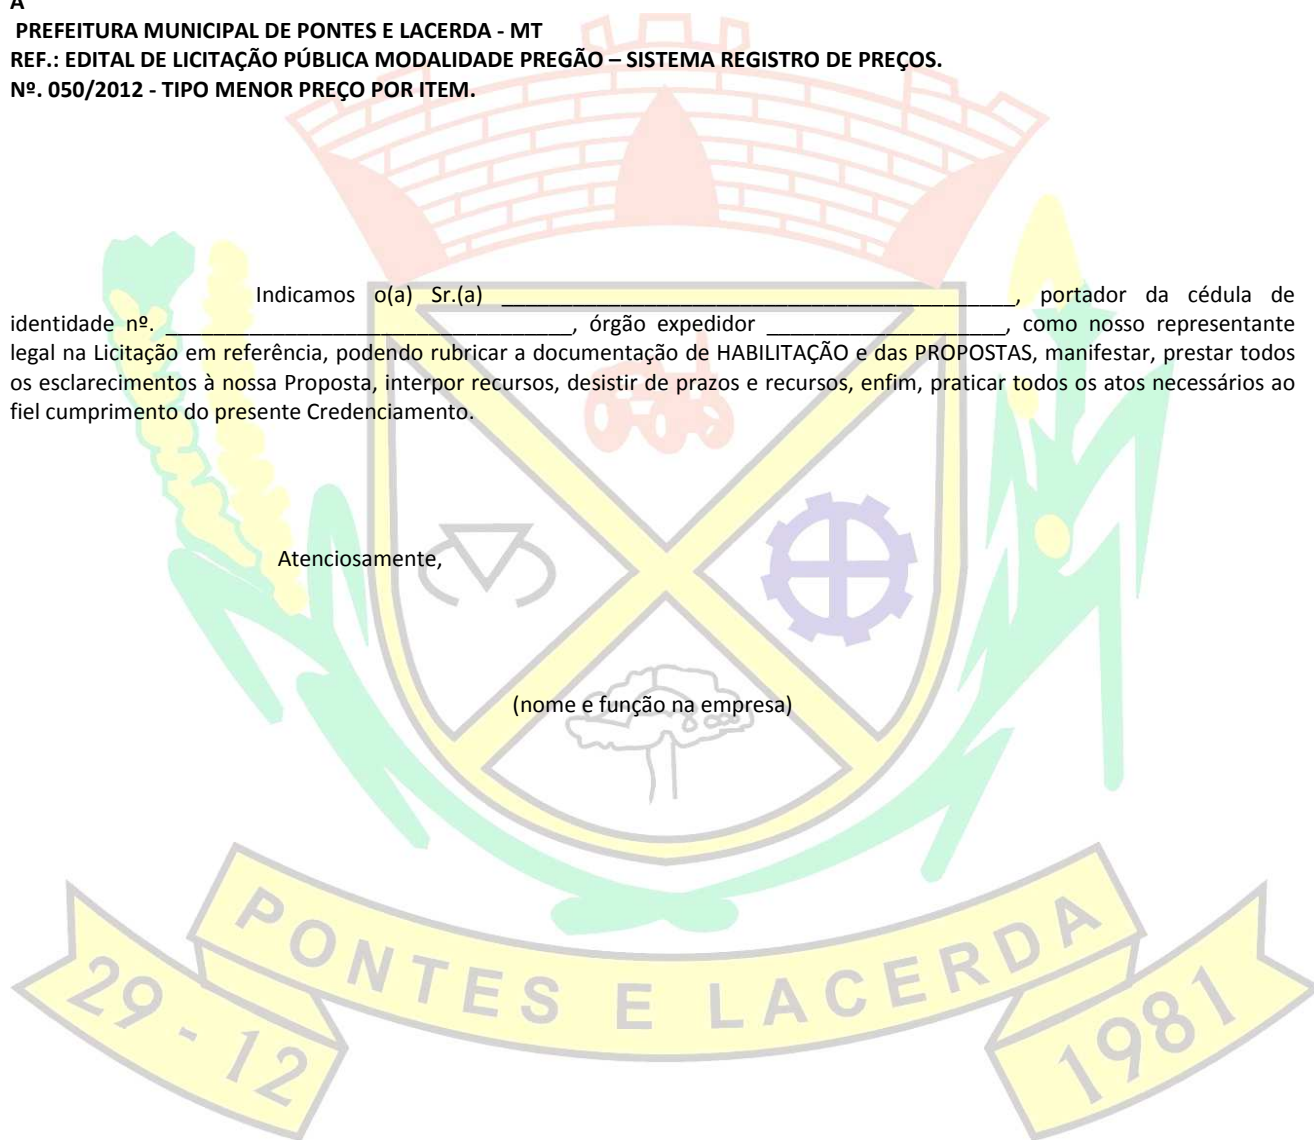 A
PREFEITURA MUNICIPAL DE PONTES E LACERDA - MT
REF.: EDITAL DE LICITAÇÃO PÚBLICA MODALIDADE PREGÃO – SISTEMA REGISTRO DE PREÇOS.
Nº. 050/2012 - TIPO MENOR PREÇO POR ITEM.
Indicamos o(a) Sr.(a) ___________________________________________, portador da cédula de
identidade nº. __________________________________, órgão expedidor ____________________, como nosso representante
legal na Licitação em referência, podendo rubricar a documentação de HABILITAÇÃO e das PROPOSTAS, manifestar, prestar todos
os esclarecimentos à nossa Proposta, interpor recursos, desistir de prazos e recursos, enfim, praticar todos os atos necessários ao
fiel cumprimento do presente Credenciamento.
Atenciosamente,
(nome e função na empresa)
PONTES E LACERDA
29 - 12
1981